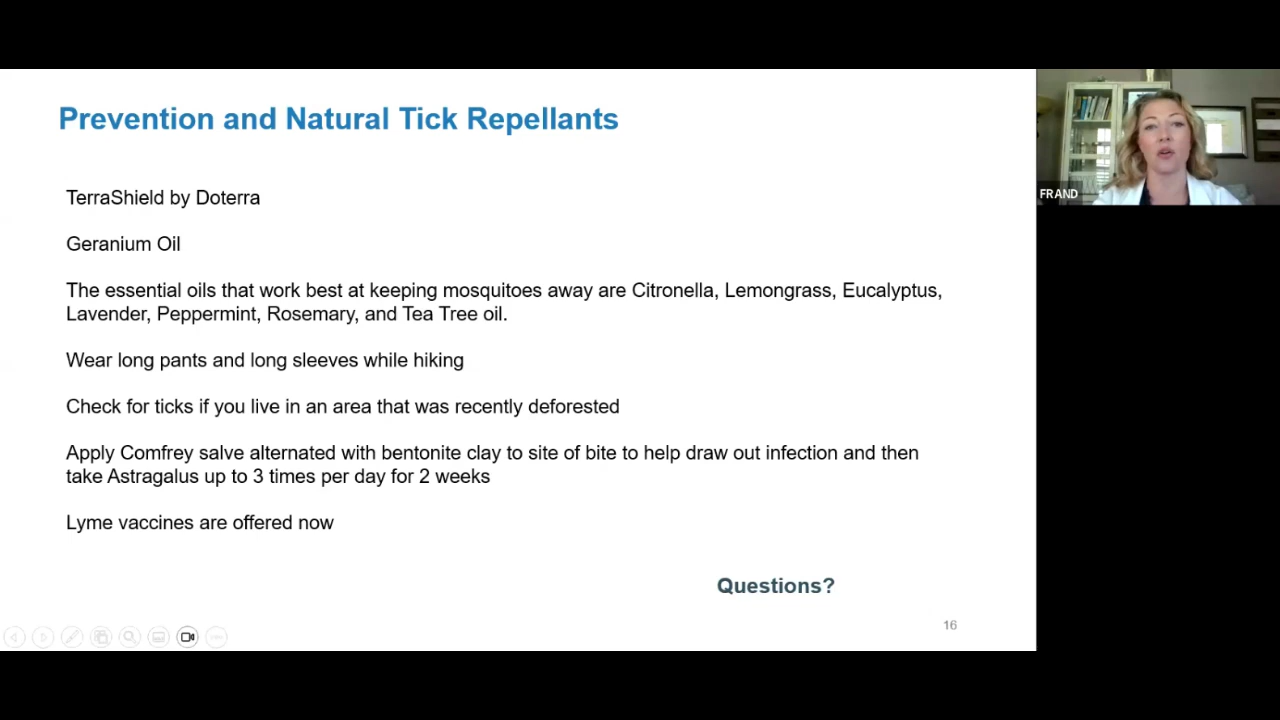 Prevention and Natural Tick Repellants
TerraShield by Doterra
Geranium Oil
The essential oils that work best at keeping mosquitoes away are Citronella, Lemongrass, Eucalyptus,
Lavender, Peppermint, Rosemary, and Tea Tree oil.
Wear long pants and long sleeves while hiking
Check for ticks if you live in an area that was recently deforested
Apply Comfrey salve alternated with bentonite clay to site of bite to help draw out infection and then
take Astragalus up to 3 times per day for 2 weeks
Lyme vaccines are offered now
Questions?
16
FRAND